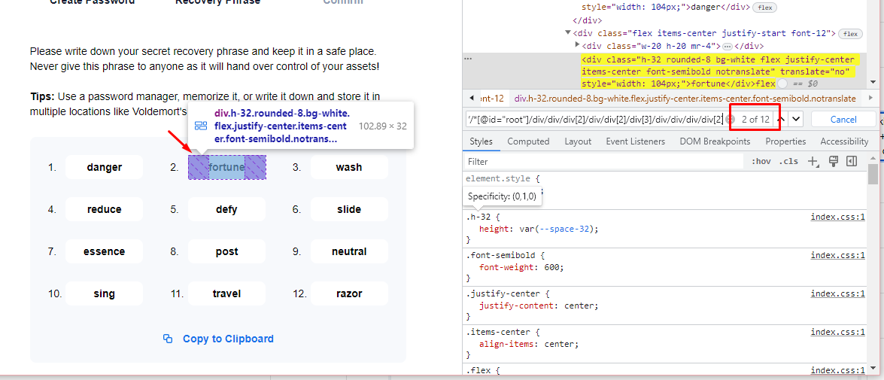 Create Password Recovery Phrase Confirm
Please write down your secret recovery phrase and keep it in a safe place.
Never give this phrase to anyone as it will hand over control of your assets!
Tips: Use a password manager, memorize it, or write it down and store it in
multiple locations like Voldemort's
div.h-32.rounded-8.bg-white.
flex.justify-center.items-cent
er.font-semibold.notrans...
102.89 × 32
1. danger 2. fortune 3. wash
4. reduce 5. defy 6. slide
7. essence 8. post 9. neutral
10. sing 11. travel 12. razor
Copy to Clipboard
style="width: 104px;">danger</div> flex
</div>
<div class="flex items-center justify-start font-12"> flex
<div class="w-20 h-20 mr-4"> </div>
<div class="h-32 rounded-8 bg-white flex justify-center
items-center font-semibold notranslate" translate="no"
style="width: 104px;">fortune</div>flex == $0
ont-12 div.h-32.rounded-8.bg-white.flex.justify-center.items-center.font-semibold.notranslate
'/*[@id="root"]/div/div/div[2]/div/div[2]/div[3]/div/div/div/div[2] 2 of 12 Cancel
Styles Computed Layout Event Listeners DOM Breakpoints Properties Accessibility
Filter :hov .cls
element.style {
Specificity: (0,1,0)
.h-32 { index.css:1
height: var(--space-32);
}
.font-semibold { index.css:1
font-weight: 600;
}
.justify-center { index.css:1
justify-content: center;
}
.items-center { index.css:1
align-items: center;
}
.flex { index.css:1